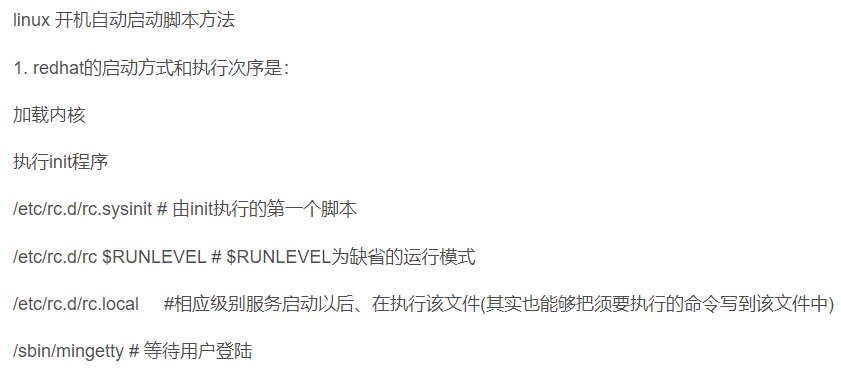 linux 开机自动启动脚本方法
1. redhat的启动方式和执行次序是：
加载内核
执行init程序
/etc/rc.d/rc.sysinit # 由init执行的第一个脚本
/etc/rc.d/rc $RUNLEVEL # $RUNLEVEL为缺省的运行模式
/etc/rc.d/rc.local #相应级别服务启动以后、在执行该文件(其实也能够把须要执行的命令写到该文件中)
/sbin/mingetty # 等待用户登陆